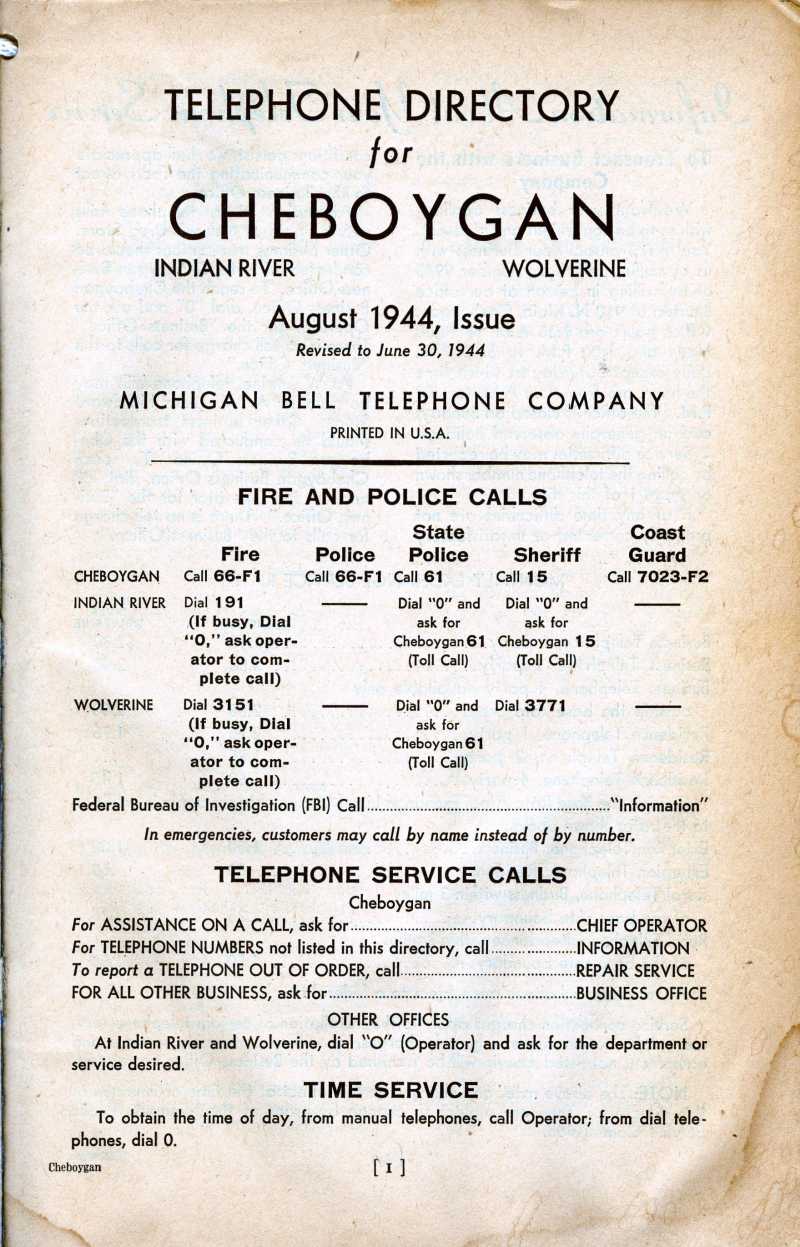 TELEPHONE DIRECTORY
for
CHEBOYGAN
INDIAN RIVER WOLVERINE
August 1944, Issue
Revised to June 30, 1944
MICHIGAN BELL TELEPHONE COMPANY
PRINTED IN U.S.A.
FIRE AND POLICE CALLS
State Coast
Fire Police Police Sheriff Guard
CHEBOYGAN Call 66-F1 Call 66-F1 Call 61 Call 15 Call 7023-F2
INDIAN RIVER Dial 191 —— Dial "0" and Dial "0" and ——
(If busy, Dial ask for ask for
"O," ask oper- Cheboygan 61 Cheboygan 15
ator to com- (Toll Call) (Toll Call)
plete call)
WOLVERINE Dial 3151 —— Dial "0" and Dial 3771 ——
(If busy, Dial ask for
"O," ask oper- Cheboygan 61
ator to com- (Toll Call)
plete call)
Federal Bureau of Investigation (FBI) Call........"Information"
In emergencies, customers may call by name instead of by number.
TELEPHONE SERVICE CALLS
Cheboygan
For ASSISTANCE ON A CALL, ask for........CHIEF OPERATOR
For TELEPHONE NUMBERS not listed in this directory, call........INFORMATION
To report a TELEPHONE OUT OF ORDER, call........REPAIR SERVICE
FOR ALL OTHER BUSINESS, ask for........BUSINESS OFFICE
OTHER OFFICES
At Indian River and Wolverine, dial "O" (Operator) and ask for the department or
service desired.
TIME SERVICE
To obtain the time of day, from manual telephones, call Operator; from dial tele-
phones, dial 0.
Cheboygan [ 1 ]